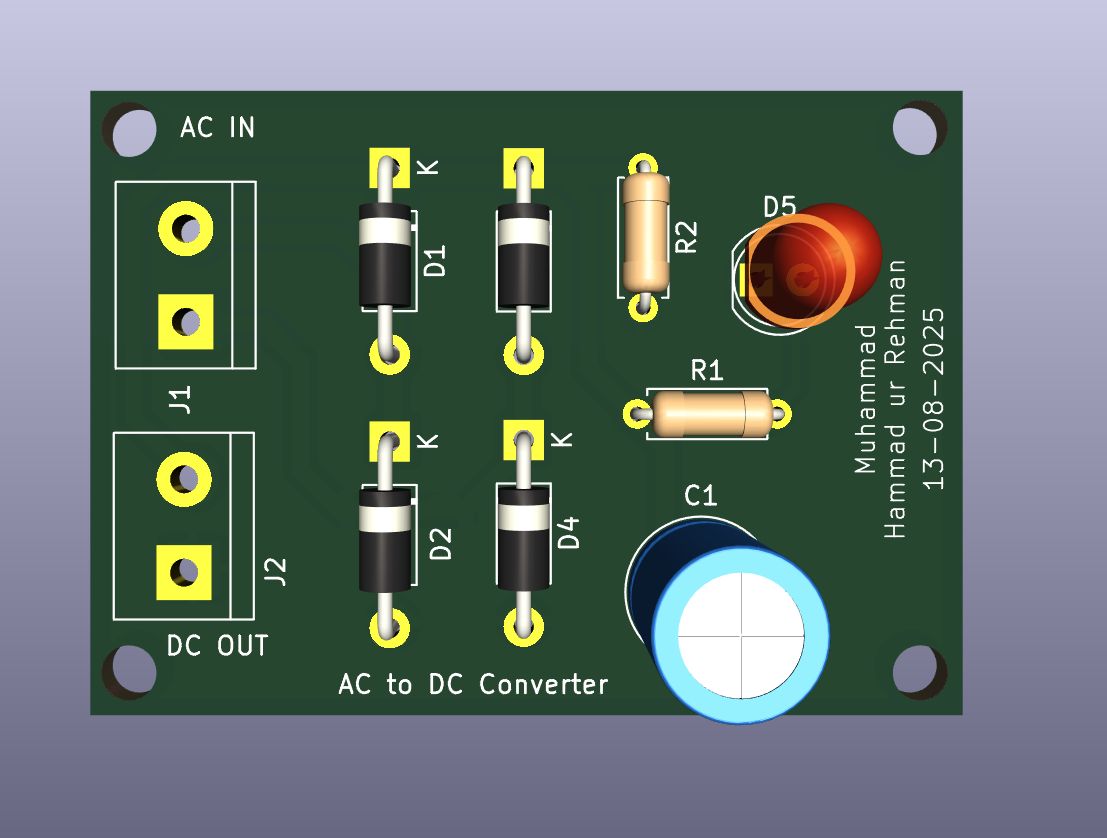 AC IN
K
D1
R2
D5
J1
R1
Muhammad
Hammad ur Rehman
13-08-2025
K
K
D2
D4
C1
J2
DC OUT
AC to DC Converter